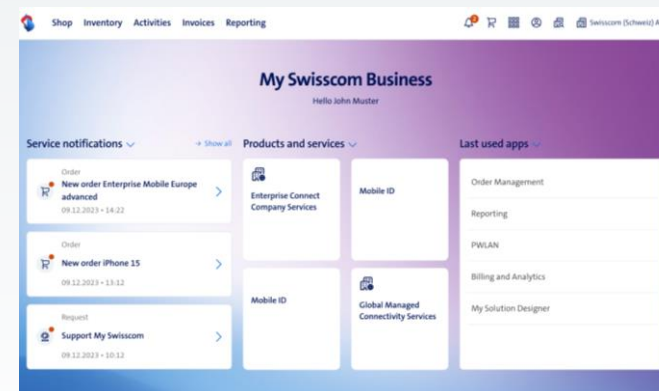 Shop Inventory Activities Invoices Reporting
2
Swisscom (Schweiz) A
My Swisscom Business
Hello John Muster
Service notifications
→ Show all
Order
New order Enterprise Mobile Europe
advanced
09.12.2023 • 14:22
Order
New order iPhone 15
09.12.2023 • 13:12
Request
Support My Swisscom
09.12.2023 • 10:12
Products and services
Enterprise Connect
Company Services
Mobile ID
Mobile ID
Global Managed
Connectivity Services
Last used apps
Order Management
Reporting
PWLAN
Billing and Analytics
My Solution Designer